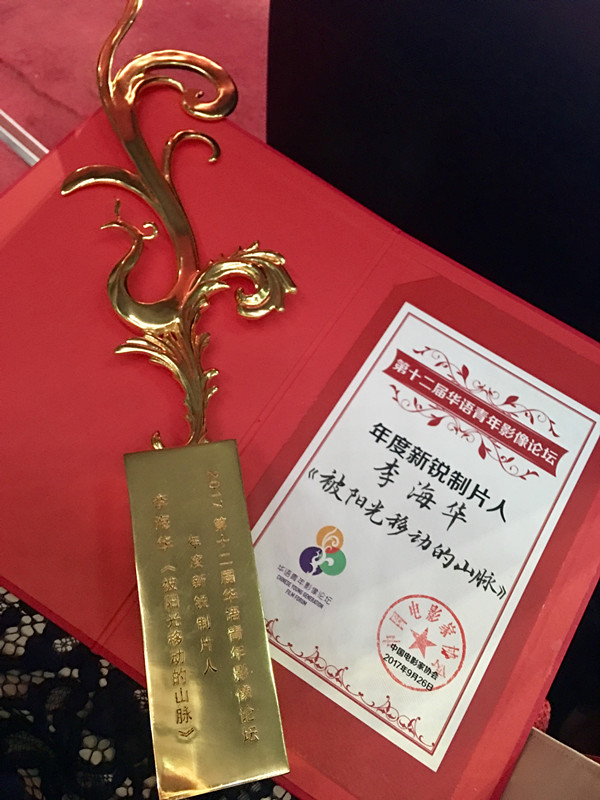 2017 第十二届华语青年影像论坛
年度新锐制片人
李海华《被阳光移动的山脉》
第十二届华语青年影像论坛
年度新锐制片人
李海华
《被阳光移动的山脉》
华语青年影像论坛
CHINESE YOUNG GENERATION
FILM FORUM
中国电影家协会
中国电影家协会
2017年9月26日